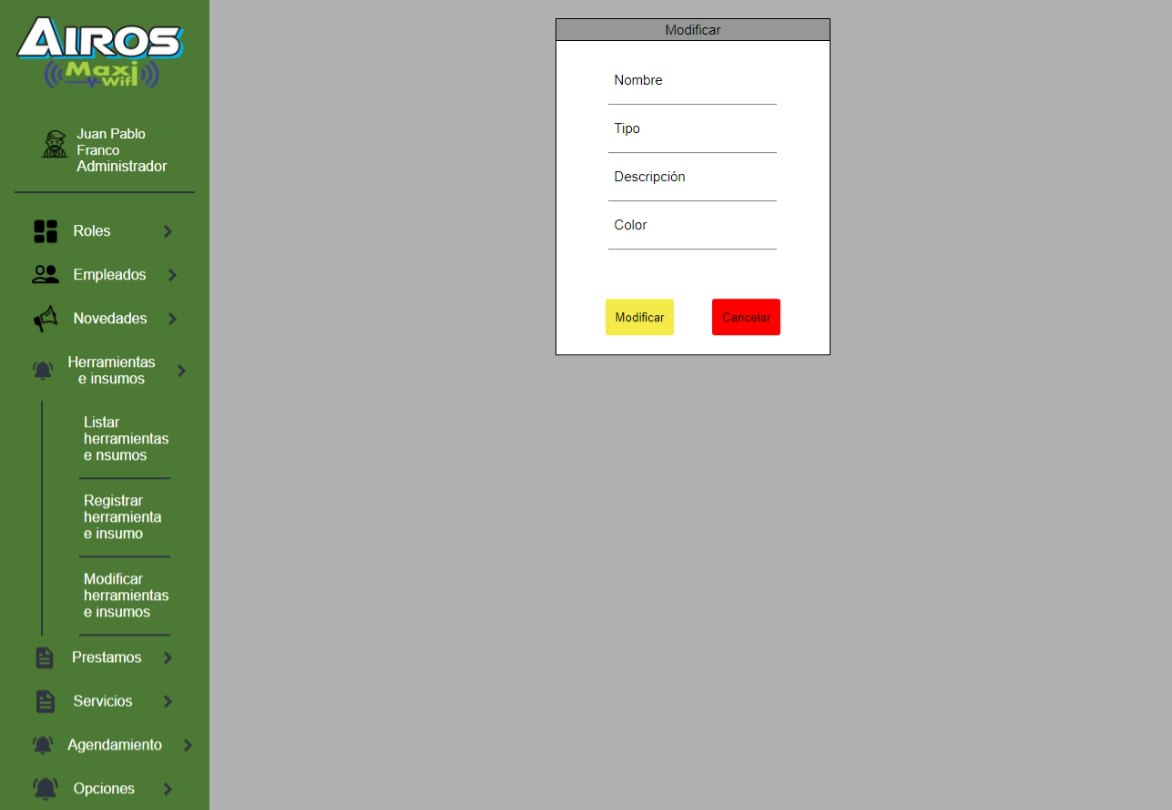 AIROS
Maxi
Wifi
Juan Pablo
Franco
Administrador
Roles
Empleados
Novedades
Herramientas
e insumos
Listar
herramientas
e nsumos
Registrar
herramienta
e insumo
Modificar
herramientas
e insumos
Prestamos
Servicios
Agendamiento
Opciones
Modificar
Nombre
Tipo
Descripción
Color
Modificar
Cancelar